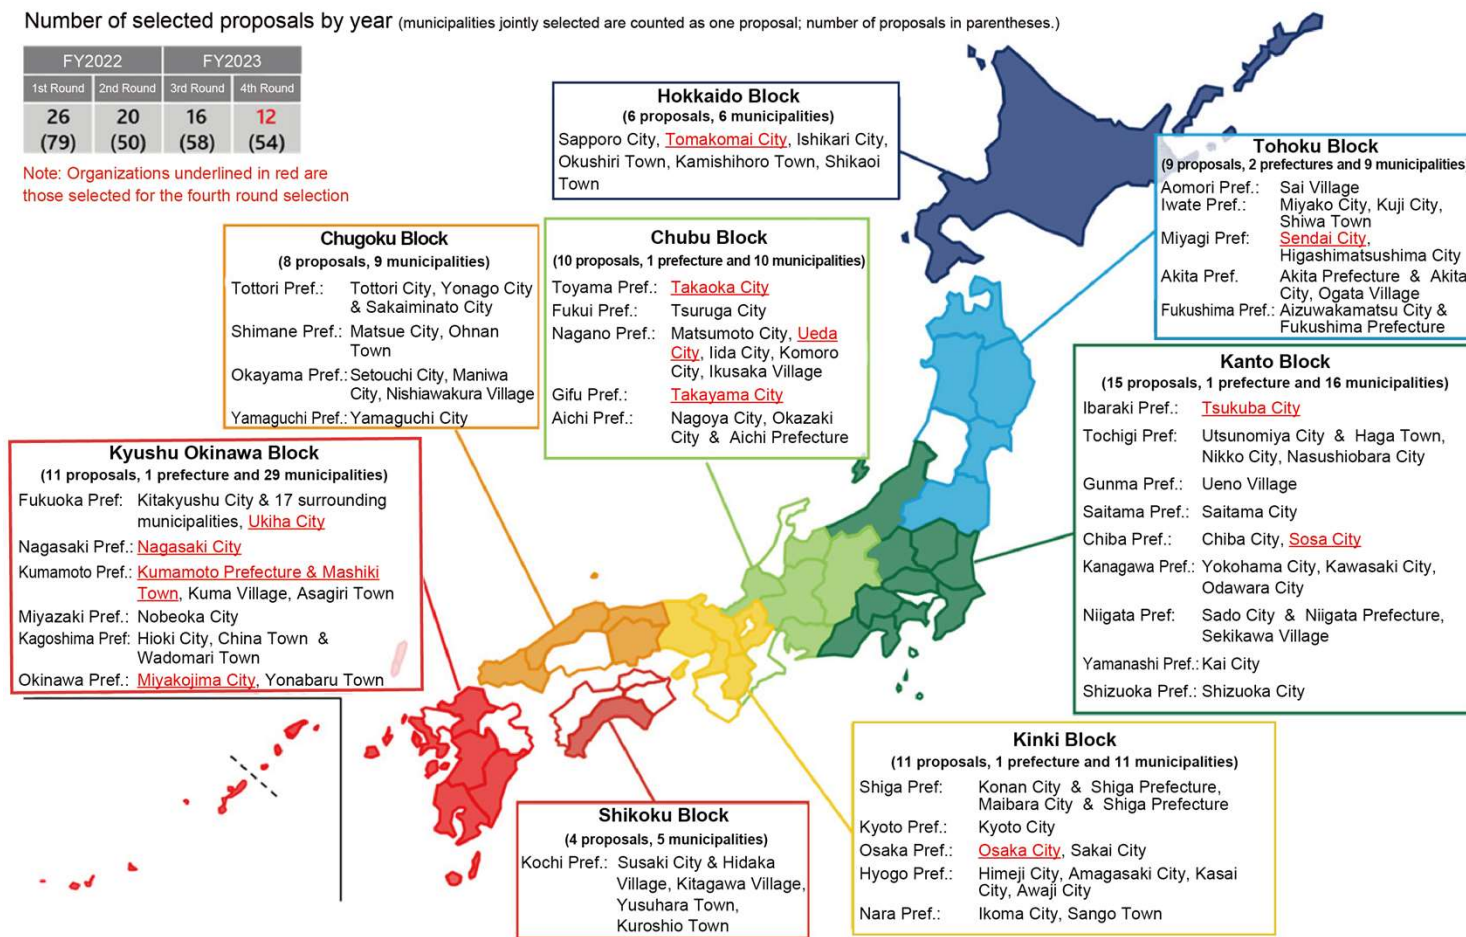 Number of selected proposals by year (municipalities jointly selected are counted as one proposal; number of proposals in parentheses.)
FY2022 FY2023
1st Round 2nd Round 3rd Round 4th Round
26 20 16 12
(79) (50) (58) (54)
Note: Organizations underlined in red are
those selected for the fourth round selection
Hokkaido Block
(6 proposals, 6 municipalities)
Sapporo City, Tomakomai City, Ishikari City,
Okushiri Town, Kamishihoro Town, Shikaoi
Town
Tohoku Block
(9 proposals, 2 prefectures and 9 municipalities)
Aomori Pref.: Sai Village
Iwate Pref.: Miyako City, Kuji City,
Shiwa Town
Miyagi Pref: Sendai City,
Higashimatsushima City
Akita Pref. Akita Prefecture & Akita
City, Ogata Village
Fukushima Pref.: Aizuwakamatsu City &
Fukushima Prefecture
Chugoku Block
(8 proposals, 9 municipalities)
Tottori Pref.: Tottori City, Yonago City
& Sakaiminato City
Shimane Pref.: Matsue City, Ohnan
Town
Okayama Pref.: Setouchi City, Maniwa
City, Nishiawakura Village
Yamaguchi Pref.: Yamaguchi City
Chubu Block
(10 proposals, 1 prefecture and 10 municipalities)
Toyama Pref.: Takaoka City
Fukui Pref.: Tsuruga City
Nagano Pref.: Matsumoto City, Ueda
City, Iida City, Komoro
City, Ikusaka Village
Gifu Pref.: Takayama City
Aichi Pref.: Nagoya City, Okazaki
City & Aichi Prefecture
Kanto Block
(15 proposals, 1 prefecture and 16 municipalities)
Ibaraki Pref.: Tsukuba City
Tochigi Pref: Utsunomiya City & Haga Town,
Nikko City, Nasushiobara City
Gunma Pref.: Ueno Village
Saitama Pref.: Saitama City
Chiba Pref.: Chiba City, Sosa City
Kanagawa Pref.: Yokohama City, Kawasaki City,
Odawara City
Niigata Pref: Sado City & Niigata Prefecture,
Sekikawa Village
Yamanashi Pref.: Kai City
Shizuoka Pref.: Shizuoka City
Kyushu Okinawa Block
(11 proposals, 1 prefecture and 29 municipalities)
Fukuoka Pref: Kitakyushu City & 17 surrounding
municipalities, Ukiha City
Nagasaki Pref.: Nagasaki City
Kumamoto Pref.: Kumamoto Prefecture & Mashiki
Town, Kuma Village, Asagiri Town
Miyazaki Pref.: Nobeoka City
Kagoshima Pref: Hioki City, China Town &
Wadomari Town
Okinawa Pref.: Miyakojima City, Yonabaru Town
Shikoku Block
(4 proposals, 5 municipalities)
Kochi Pref.: Susaki City & Hidaka
Village, Kitagawa Village,
Yusuhara Town,
Kuroshio Town
Kinki Block
(11 proposals, 1 prefecture and 11 municipalities)
Shiga Pref: Konan City & Shiga Prefecture,
Maibara City & Shiga Prefecture
Kyoto Pref.: Kyoto City
Osaka Pref.: Osaka City, Sakai City
Hyogo Pref.: Himeji City, Amagasaki City, Kasai
City, Awaji City
Nara Pref.: Ikoma City, Sango Town